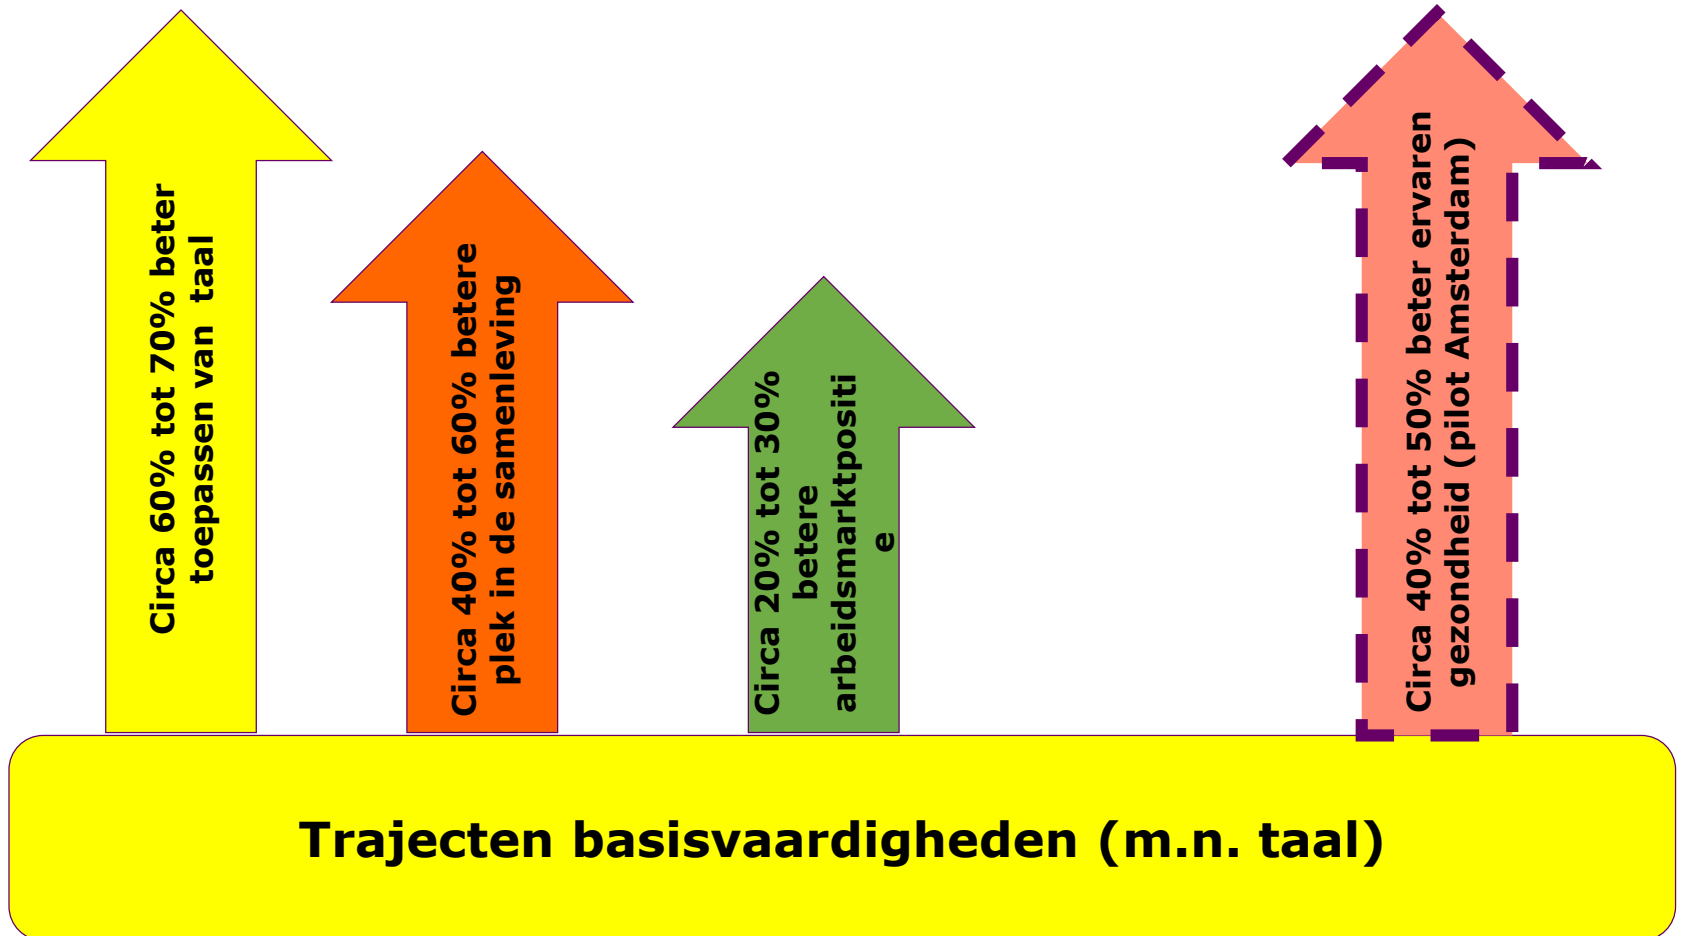 Circa 60% tot 70% beter
toepassen van taal
Circa 40% tot 60% betere
plek in de samenleving
Circa 20% tot 30%
betere
arbeidsmarktpositi
e
Circa 40% tot 50% beter ervaren
gezondheid (pilot Amsterdam)
Trajecten basisvaardigheden (m.n. taal)